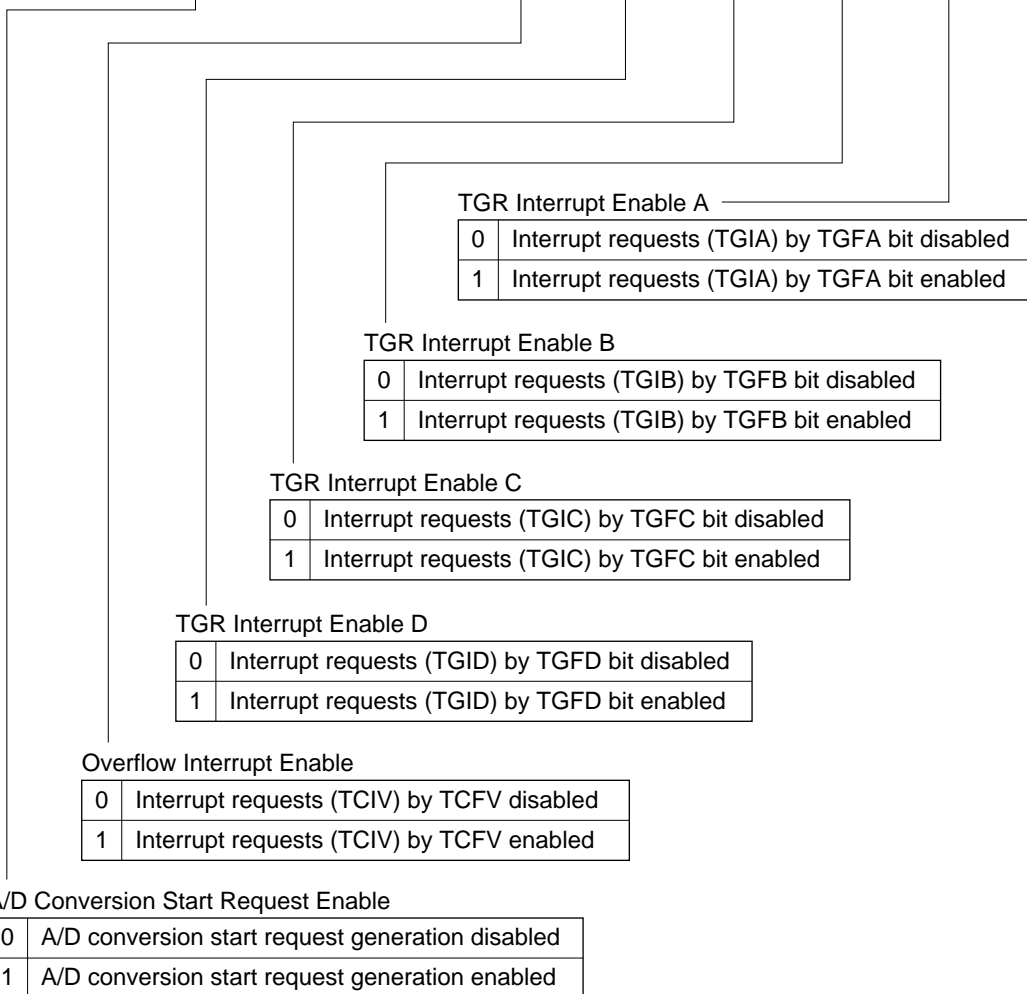 TGR Interrupt Enable A
0 Interrupt requests (TGIA) by TGFA bit disabled
1 Interrupt requests (TGIA) by TGFA bit enabled
TGR Interrupt Enable B
0 Interrupt requests (TGIB) by TGFB bit disabled
1 Interrupt requests (TGIB) by TGFB bit enabled
TGR Interrupt Enable C
0 Interrupt requests (TGIC) by TGFC bit disabled
1 Interrupt requests (TGIC) by TGFC bit enabled
TGR Interrupt Enable D
0 Interrupt requests (TGID) by TGFD bit disabled
1 Interrupt requests (TGID) by TGFD bit enabled
Overflow Interrupt Enable
0 Interrupt requests (TCIV) by TCFV disabled
1 Interrupt requests (TCIV) by TCFV enabled
A/D Conversion Start Request Enable
0 A/D conversion start request generation disabled
1 A/D conversion start request generation enabled